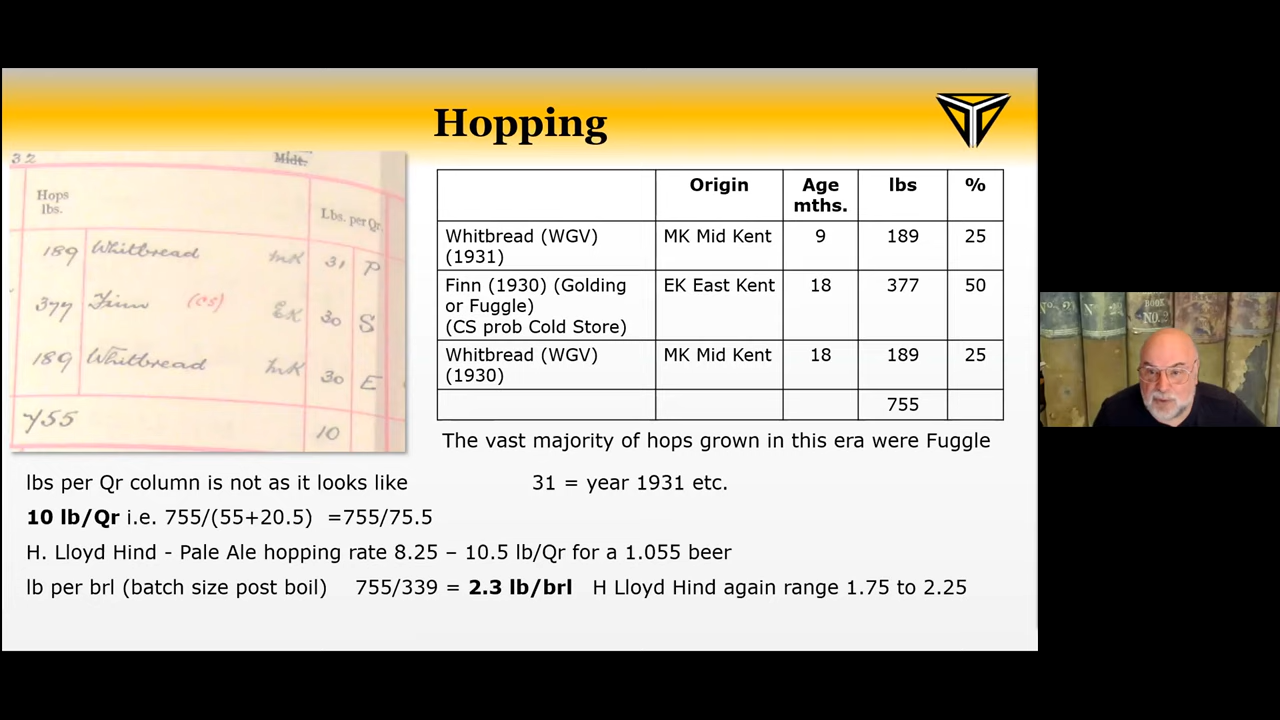 Hopping
32 Midt.
Hops
lbs.
Lbs. per Qr.
189 Whitbread MK 31 P
377 Finn (CS) EK 30 S
189 Whitbread MK 30 E
755 10
Origin Age mths. lbs %
Whitbread (WGV) (1931) MK Mid Kent 9 189 25
Finn (1930) (Golding or Fuggle) (CS prob Cold Store) EK East Kent 18 377 50
Whitbread (WGV) (1930) MK Mid Kent 18 189 25
755
The vast majority of hops grown in this era were Fuggle
lbs per Qr column is not as it looks like 31 = year 1931 etc.
10 lb/Qr i.e. 755/(55+20.5) =755/75.5
H. Lloyd Hind - Pale Ale hopping rate 8.25 – 10.5 lb/Qr for a 1.055 beer
lb per brl (batch size post boil) 755/339 = 2.3 lb/brl H Lloyd Hind again range 1.75 to 2.25
BOOK
NO.